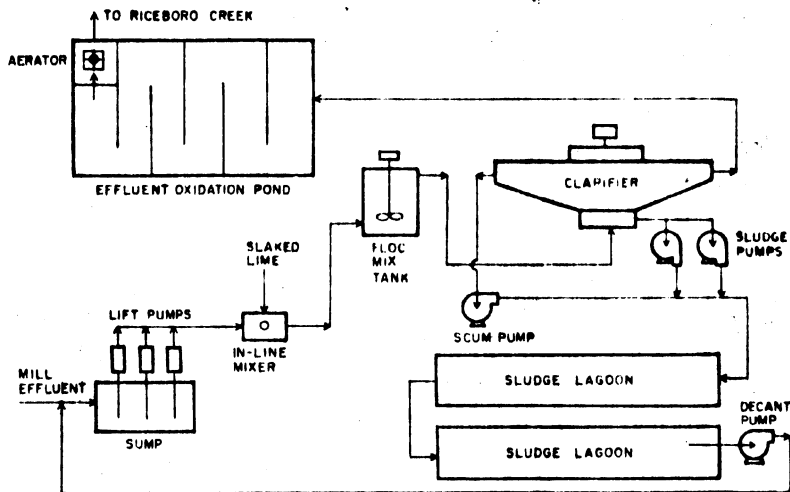 TO RICEBORO CREEK
AERATOR
EFFLUENT OXIDATION POND
CLARIFIER
SLAKED
LIME
FLOC
MIX
TANK
SLUDGE
PUMPS
LIFT PUMPS
IN-LINE
MIXER
SCUM PUMP
MILL
EFFLUENT
SLUDGE LAGOON
DECANT
PUMP
SUMP
SLUDGE LAGOON